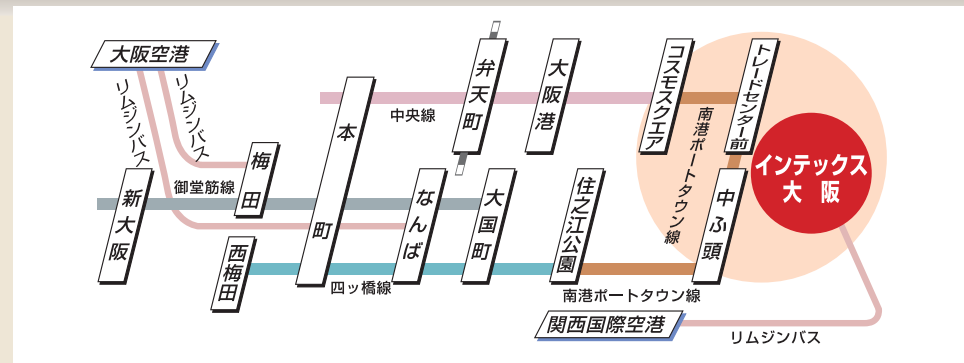 大阪空港
リムジンバス
リムジンバス
新大阪
梅田
御堂筋線
西梅田
本町
中央線
四ッ橋線
弁天町
なんば
大国町
大阪港
住之江公園
コスモスクエア
南港ポートタウン線
トレードセンター前
中ふ頭
インテックス
大阪
南港ポートタウン線
関西国際空港
リムジンバス